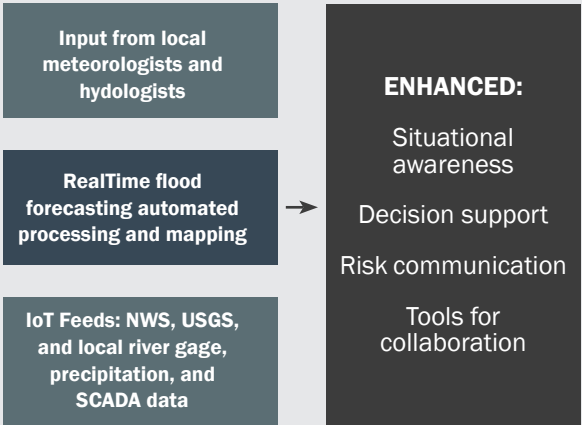 Input from local
meteorologists and
hydologists
RealTime flood
forecasting automated
processing and mapping
IoT Feeds: NWS, USGS,
and local river gage,
precipitation, and
SCADA data
ENHANCED:
Situational
awareness
Decision support
Risk communication
Tools for
collaboration